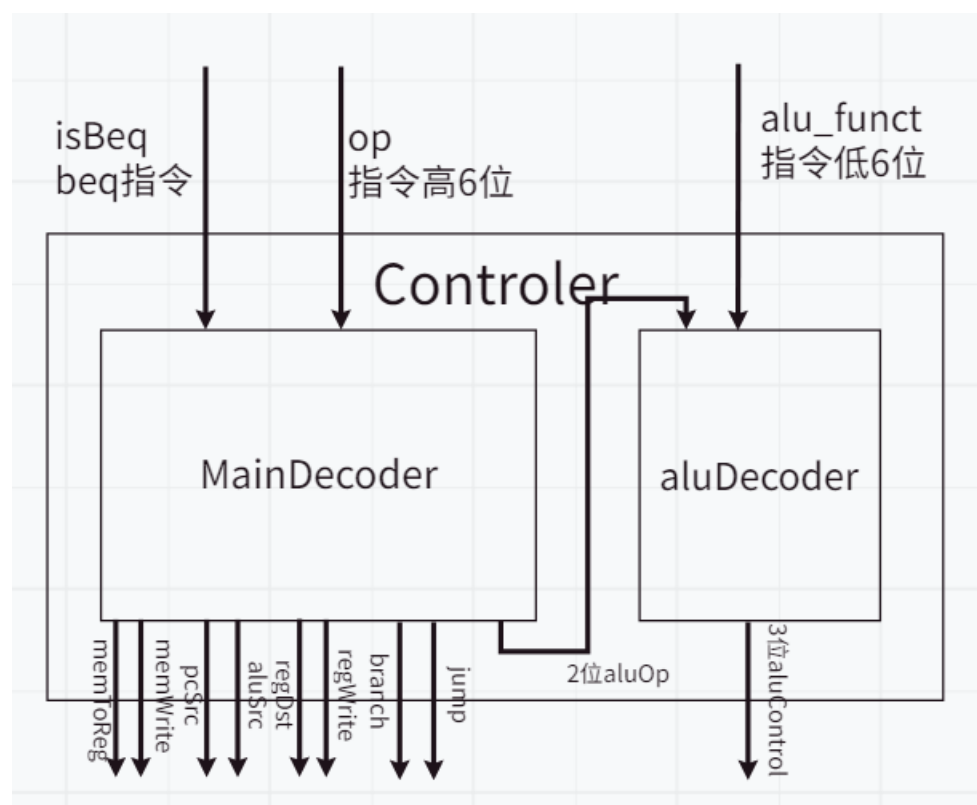 isBeq
beq指令
op
指令高6位
alu_funct
指令低6位
Controler
MainDecoder
aluDecoder
memToReg
memWrite
pcSrc
aluSrc
regDst
regWrite
branch
jump
2位aluOp
3位aluControl